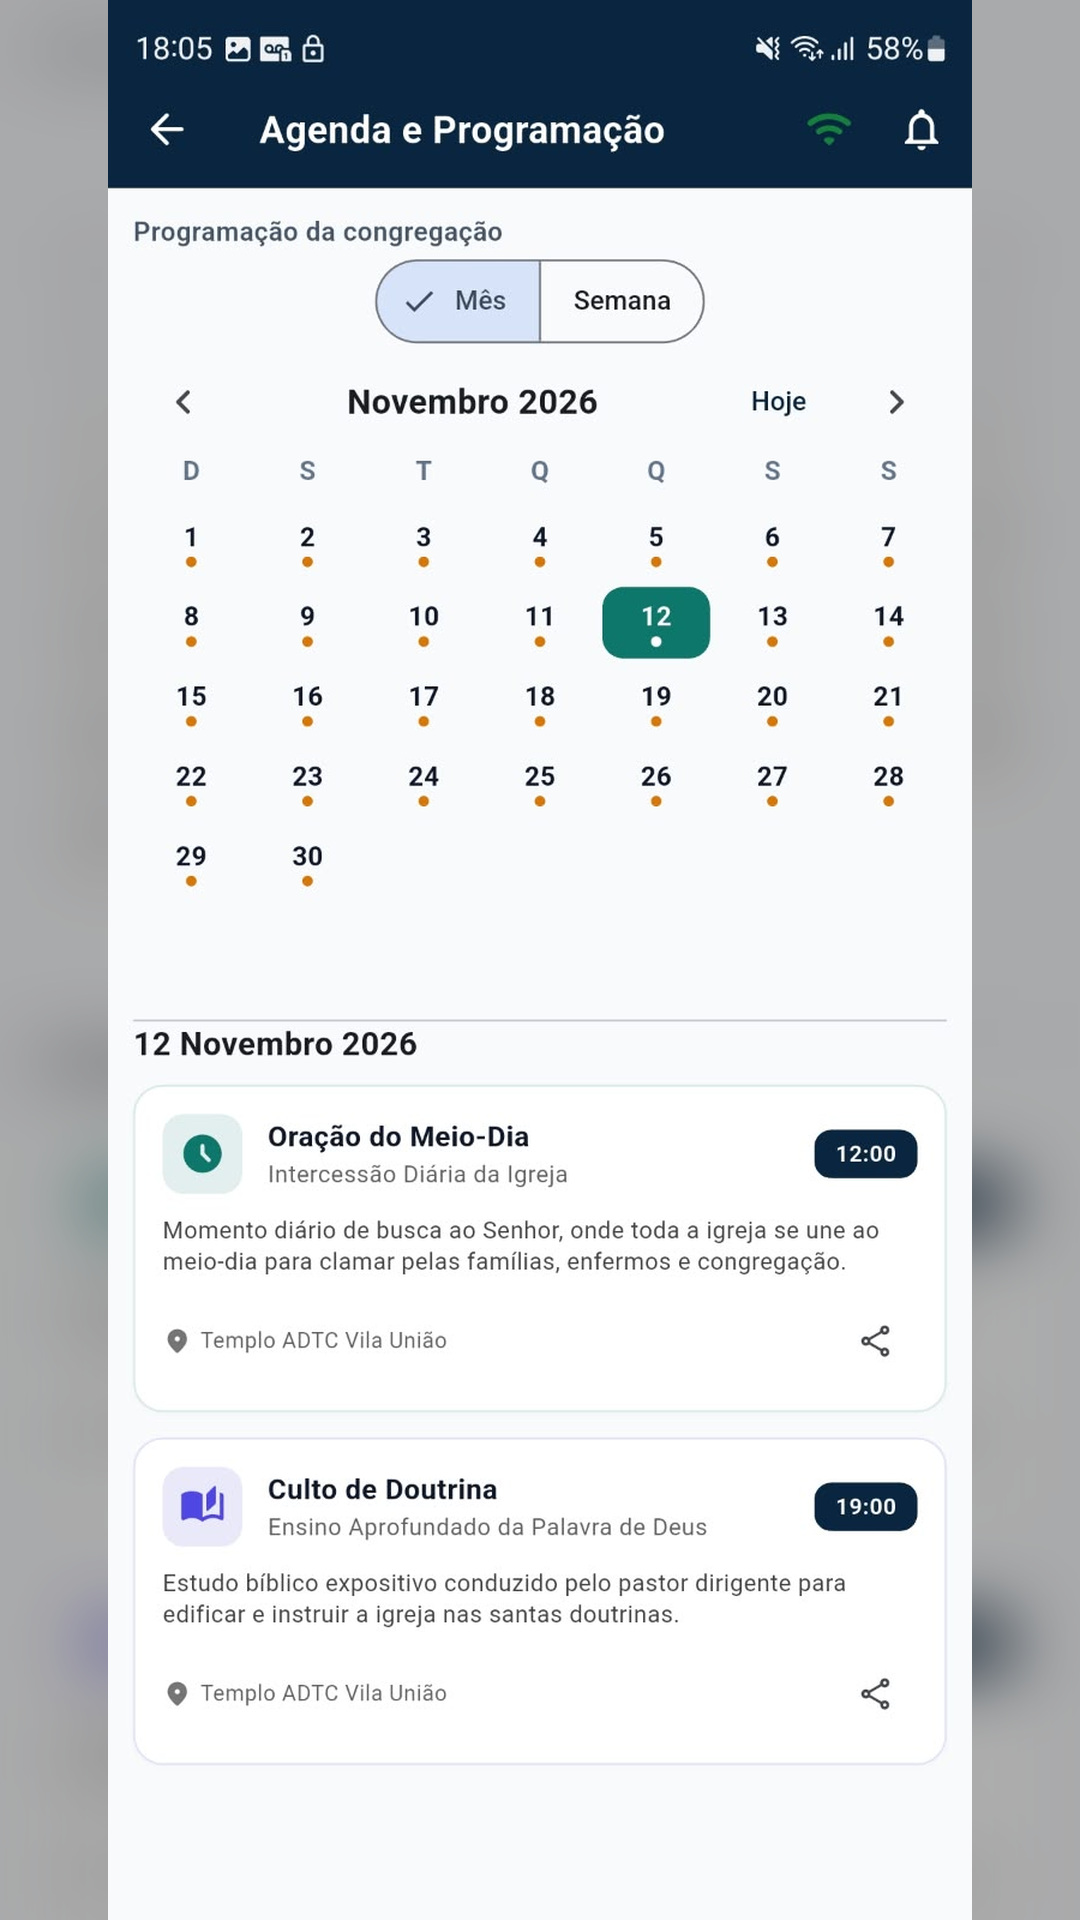 18:05 58%
Agenda e Programação
Programação da congregação
Mês Semana
Novembro 2026 Hoje
D S T Q Q S S
1 2 3 4 5 6 7
8 9 10 11 12 13 14
15 16 17 18 19 20 21
22 23 24 25 26 27 28
29 30
12 Novembro 2026
Oração do Meio-Dia
Intercessão Diária da Igreja
12:00
Momento diário de busca ao Senhor, onde toda a igreja se une ao
meio-dia para clamar pelas famílias, enfermos e congregação.
Templo ADTC Vila União
Culto de Doutrina
Ensino Aprofundado da Palavra de Deus
19:00
Estudo bíblico expositivo conduzido pelo pastor dirigente para
edificar e instruir a igreja nas santas doutrinas.
Templo ADTC Vila União